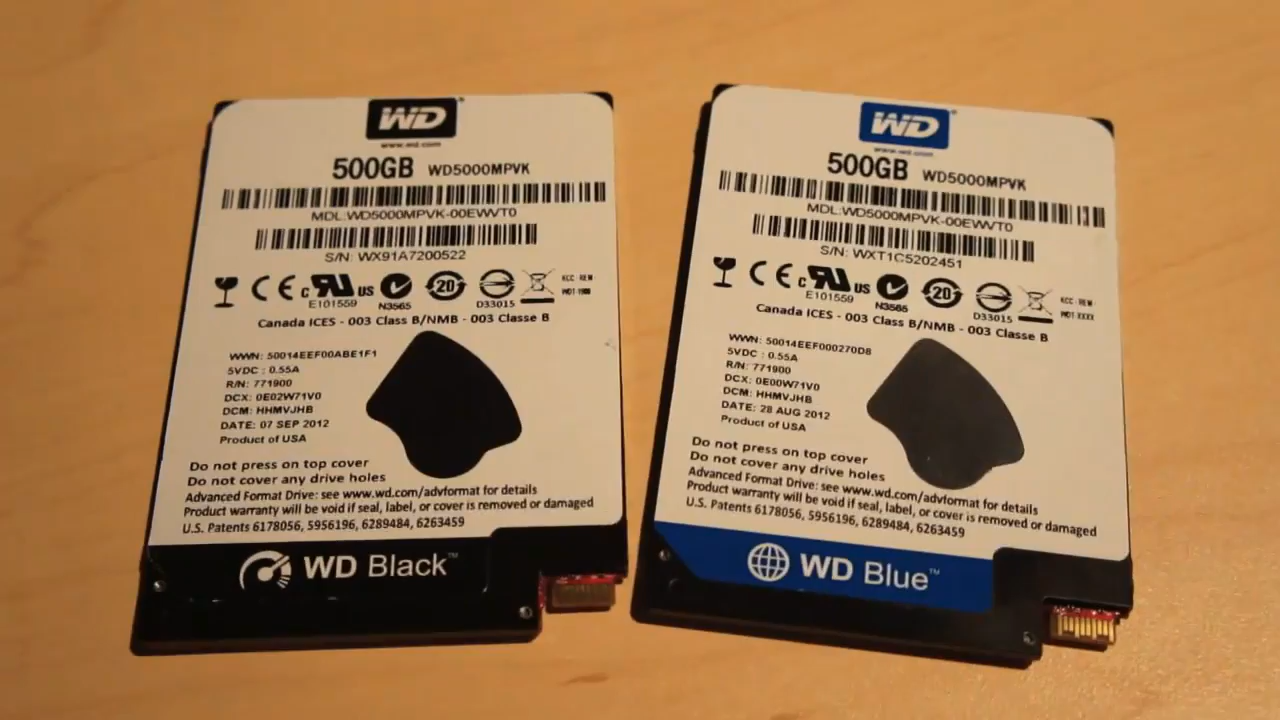 WD
www.wd.com
500GB WD5000MPVK
MDL:WD5000MPVK-00EWVT0
S/N: WX91A7200522
CE c UL US 20
E101559 N3565 D33015
Canada ICES - 003 Class B/NMB - 003 Classe B
WWN: 50014EEF00ABE1F1
5VDC : 0.55A
R/N: 771900
DCX: 0E02W71V0
DCM: HHMVJHB
DATE: 07 SEP 2012
Product of USA
Do not press on top cover
Do not cover any drive holes
Advanced Format Drive: see www.wd.com/advformat for details
Product warranty will be void if seal, label, or cover is removed or damaged
U.S. Patents 6178056, 5956196, 6289484, 6263459
WD Black™
WD
www.wd.com
500GB WD5000MPVK
MDL:WD5000MPVK-00EWVT0
S/N: WXT1C5202451
CE c UL US 20
E101559 N3565 D33015
Canada ICES - 003 Class B/NMB - 003 Classe B
WWN: 50014EEF000270D8
5VDC : 0.55A
R/N: 771900
DCX: 0E00W71V0
DCM: HHMVJHB
DATE: 28 AUG 2012
Product of USA
Do not press on top cover
Do not cover any drive holes
Advanced Format Drive: see www.wd.com/advformat for details
Product warranty will be void if seal, label, or cover is removed or damaged
U.S. Patents 6178056, 5956196, 6289484, 6263459
WD Blue™